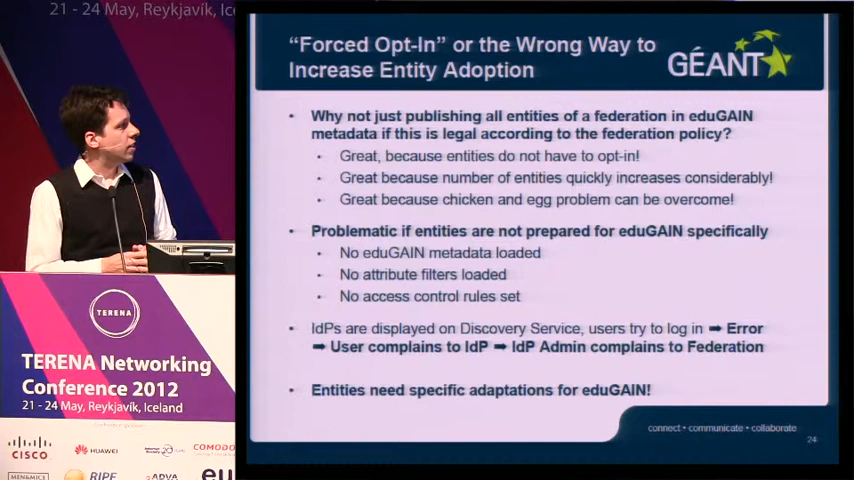 21 - 24 May, Reykjavík, Ic
"Forced Opt-In" or the Wrong Way to
Increase Entity Adoption
GÉANT
• Why not just publishing all entities of a federation in eduGAIN
metadata if this is legal according to the federation policy?
• Great, because entities do not have to opt-in!
• Great because number of entities quickly increases considerably!
• Great because chicken and egg problem can be overcome!
• Problematic if entities are not prepared for eduGAIN specifically
• No eduGAIN metadata loaded
• No attribute filters loaded
• No access control rules set
• IdPs are displayed on Discovery Service, users try to log in ➡ Error
➡ User complains to IdP ➡ IdP Admin complains to Federation
• Entities need specific adaptations for eduGAIN!
connect • communicate • collaborate
24
TERENA
TERENA Networking
Conference 2012
21 - 24 May, Reykjavík, Iceland
CISCO
HUAWEI
COMODO
MEN&MICE
RIPE
ADVA
eu